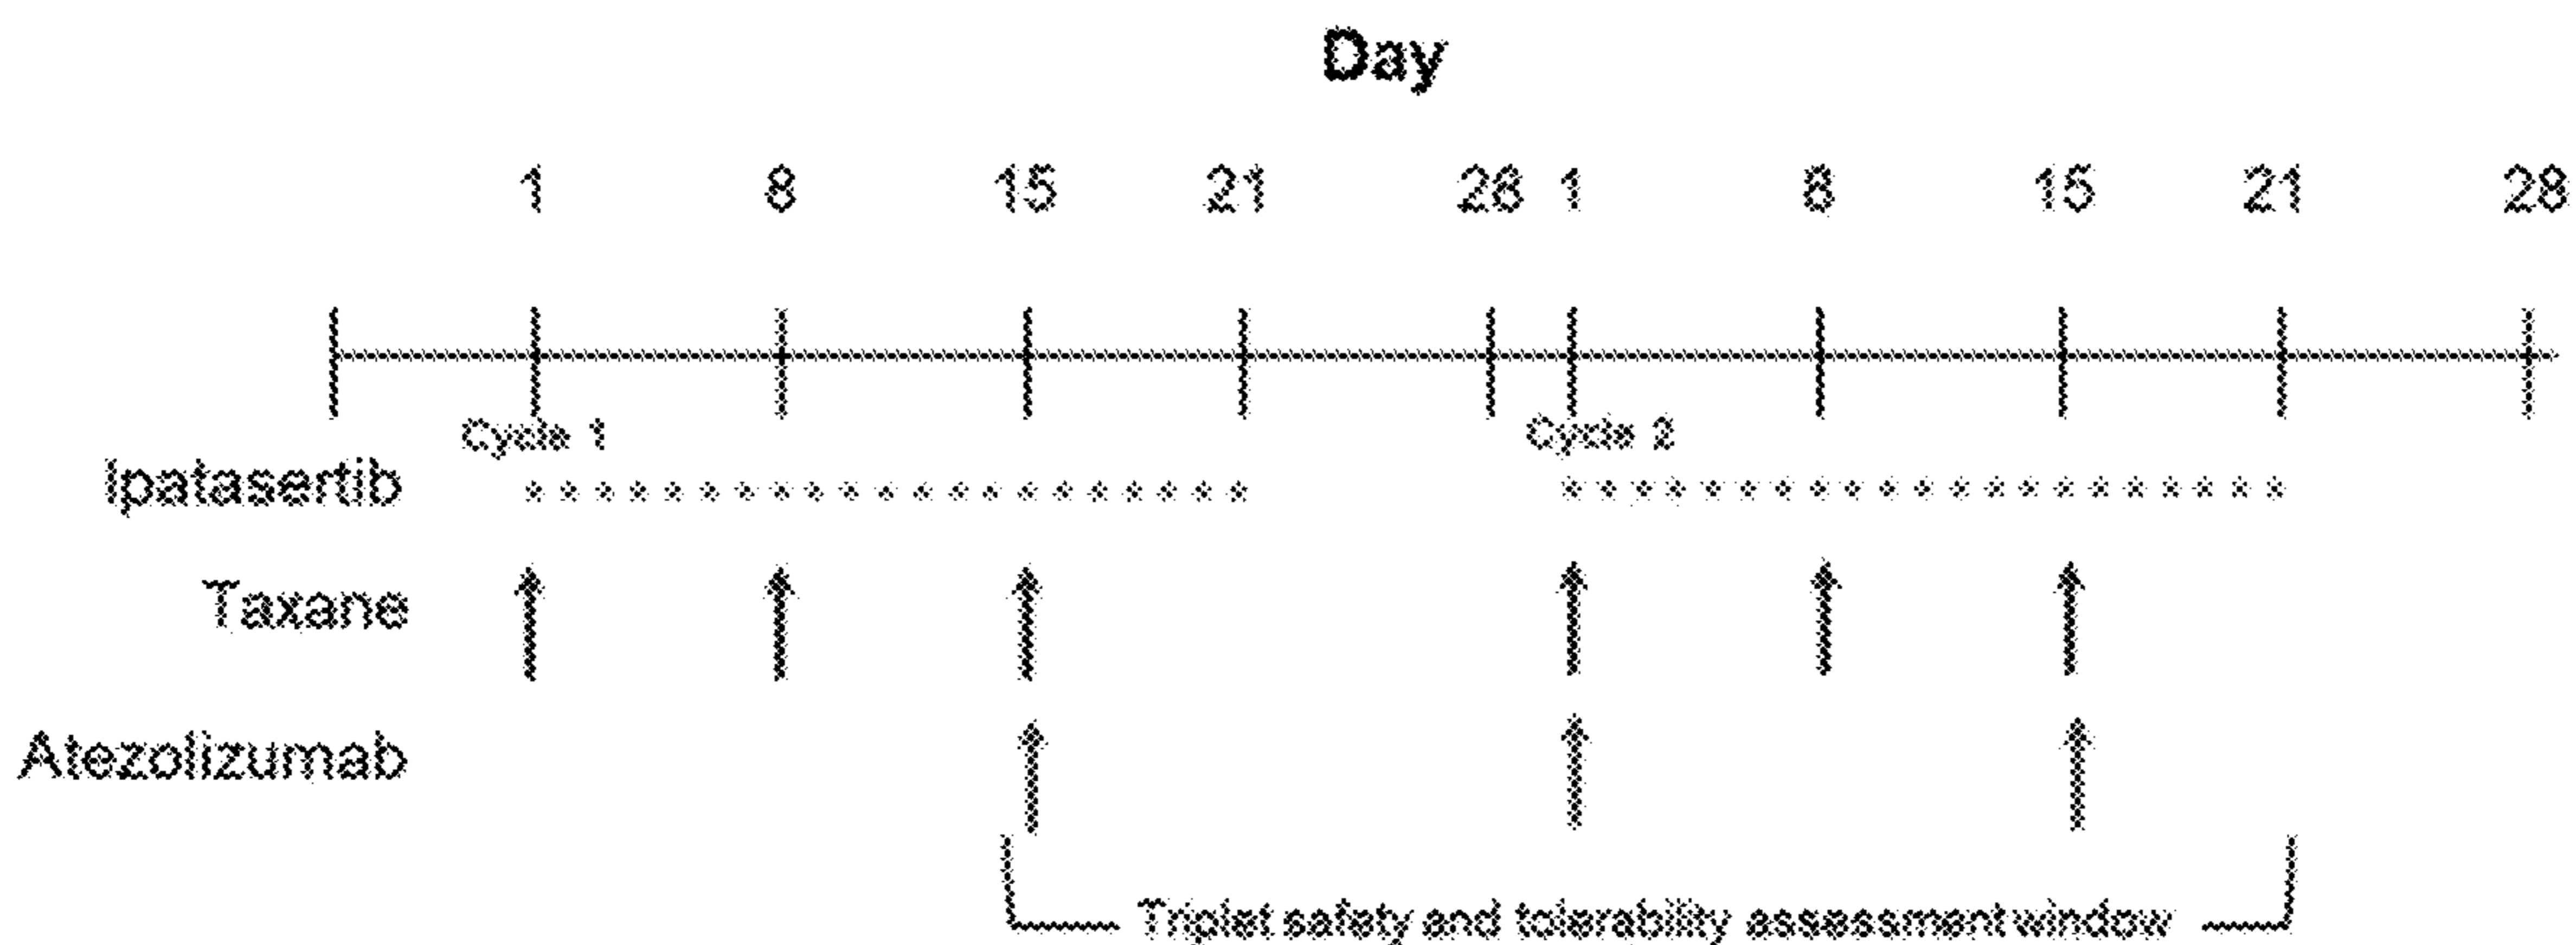 Day
1 8 15 21 28 1 8 15 21 28
Cycle 1 Cycle 2
Ipatasertib
Taxane
Atezolizumab
Triplet safety and tolerability assessment window